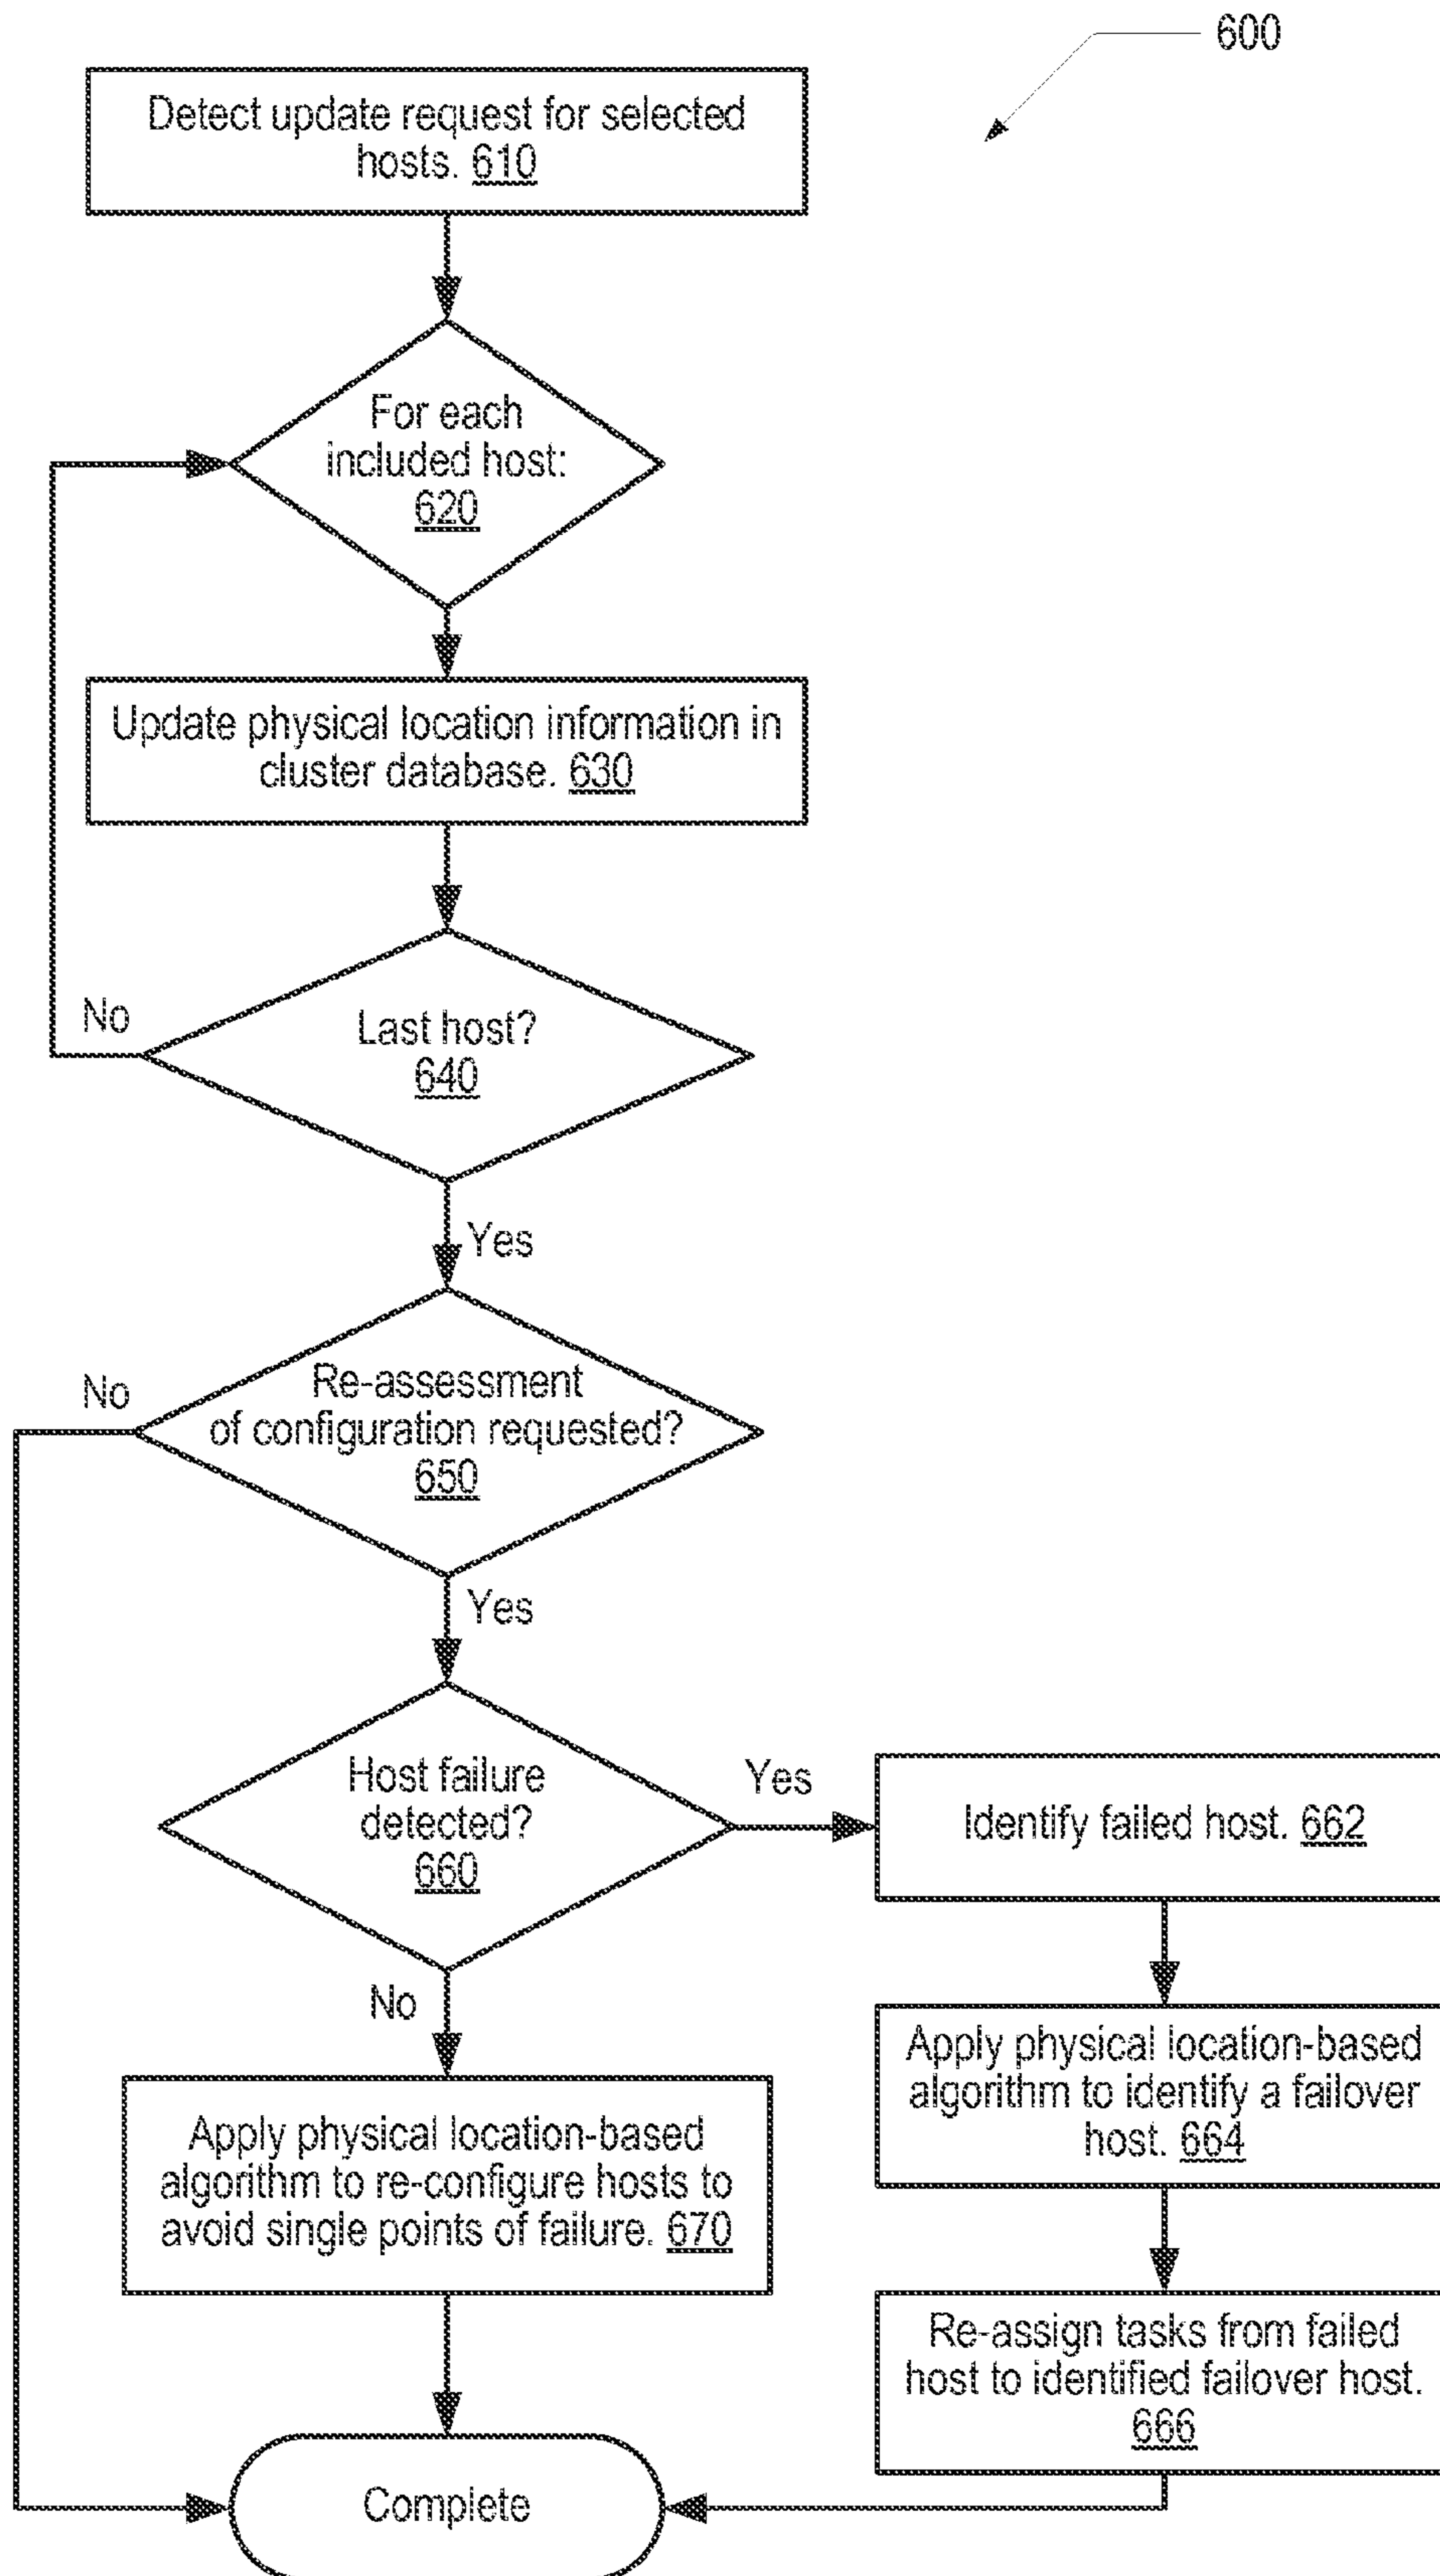 600
Detect update request for selected
hosts. 610
For each
included host:
620
Update physical location information in
cluster database. 630
No
Last host?
640
Yes
No
Re-assessment
of configuration requested?
650
Yes
Host failure
detected?
660
Yes
Identify failed host. 662
No
Apply physical location-based
algorithm to identify a failover
host. 664
Apply physical location-based
algorithm to re-configure hosts to
avoid single points of failure. 670
Re-assign tasks from failed
host to identified failover host.
666
Complete